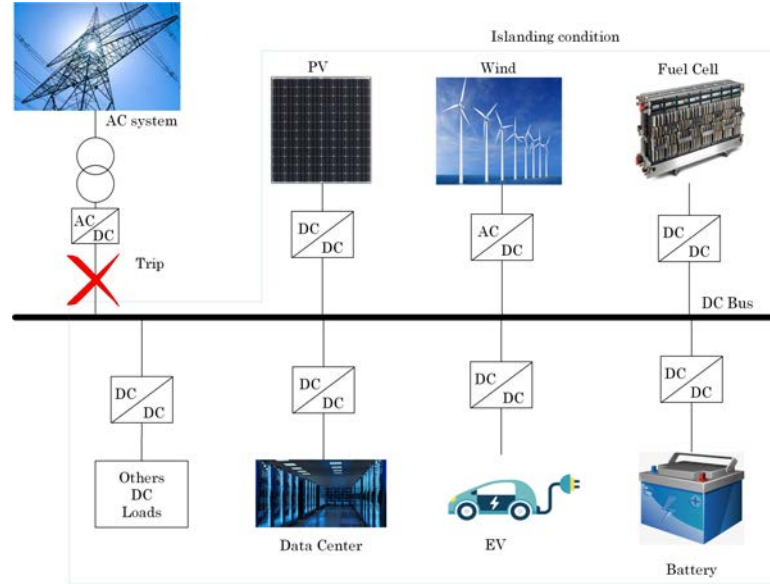 Islanding condition
PV
Wind
Fuel Cell
AC system
AC
DC
Trip
DC
DC
AC
DC
DC
DC
DC Bus
DC
DC
DC
DC
DC
DC
DC
DC
Others
DC
Loads
Data Center
EV
Battery